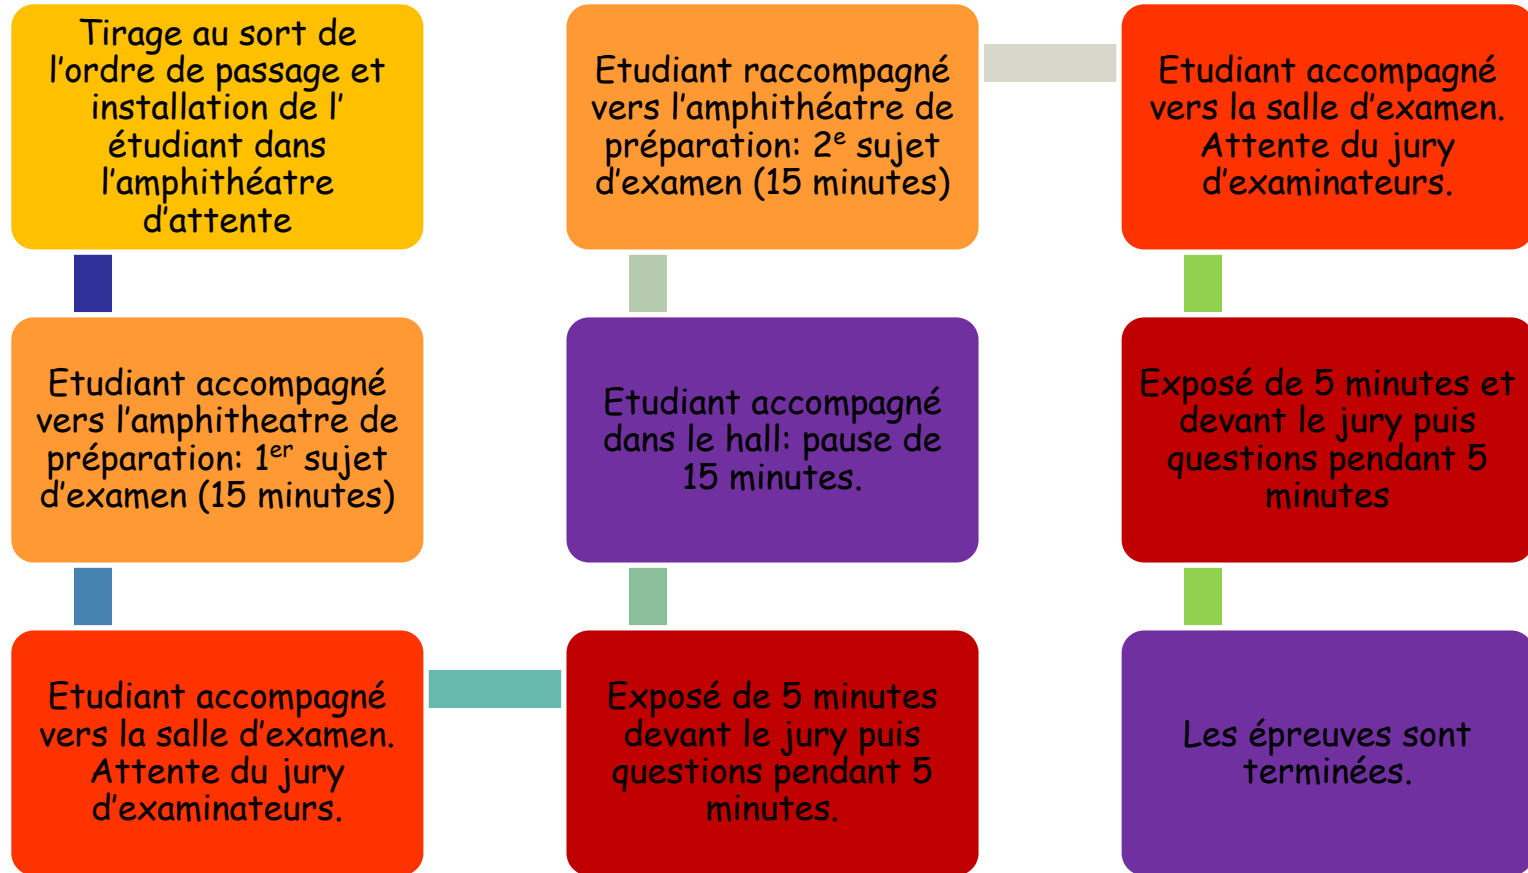 Tirage au sort de
l'ordre de passage et
installation de l'
étudiant dans
l'amphithéatre
d'attente
Etudiant accompagné
vers l'amphitheatre de
préparation: 1er sujet
d'examen (15 minutes)
Etudiant accompagné
vers la salle d'examen.
Attente du jury
d'examinateurs.
Exposé de 5 minutes
devant le jury puis
questions pendant 5
minutes.
Etudiant accompagné
dans le hall: pause de
15 minutes.
Etudiant raccompagné
vers l'amphithéatre de
préparation: 2e sujet
d'examen (15 minutes)
Etudiant accompagné
vers la salle d'examen.
Attente du jury
d'examinateurs.
Exposé de 5 minutes et
devant le jury puis
questions pendant 5
minutes
Les épreuves sont
terminées.